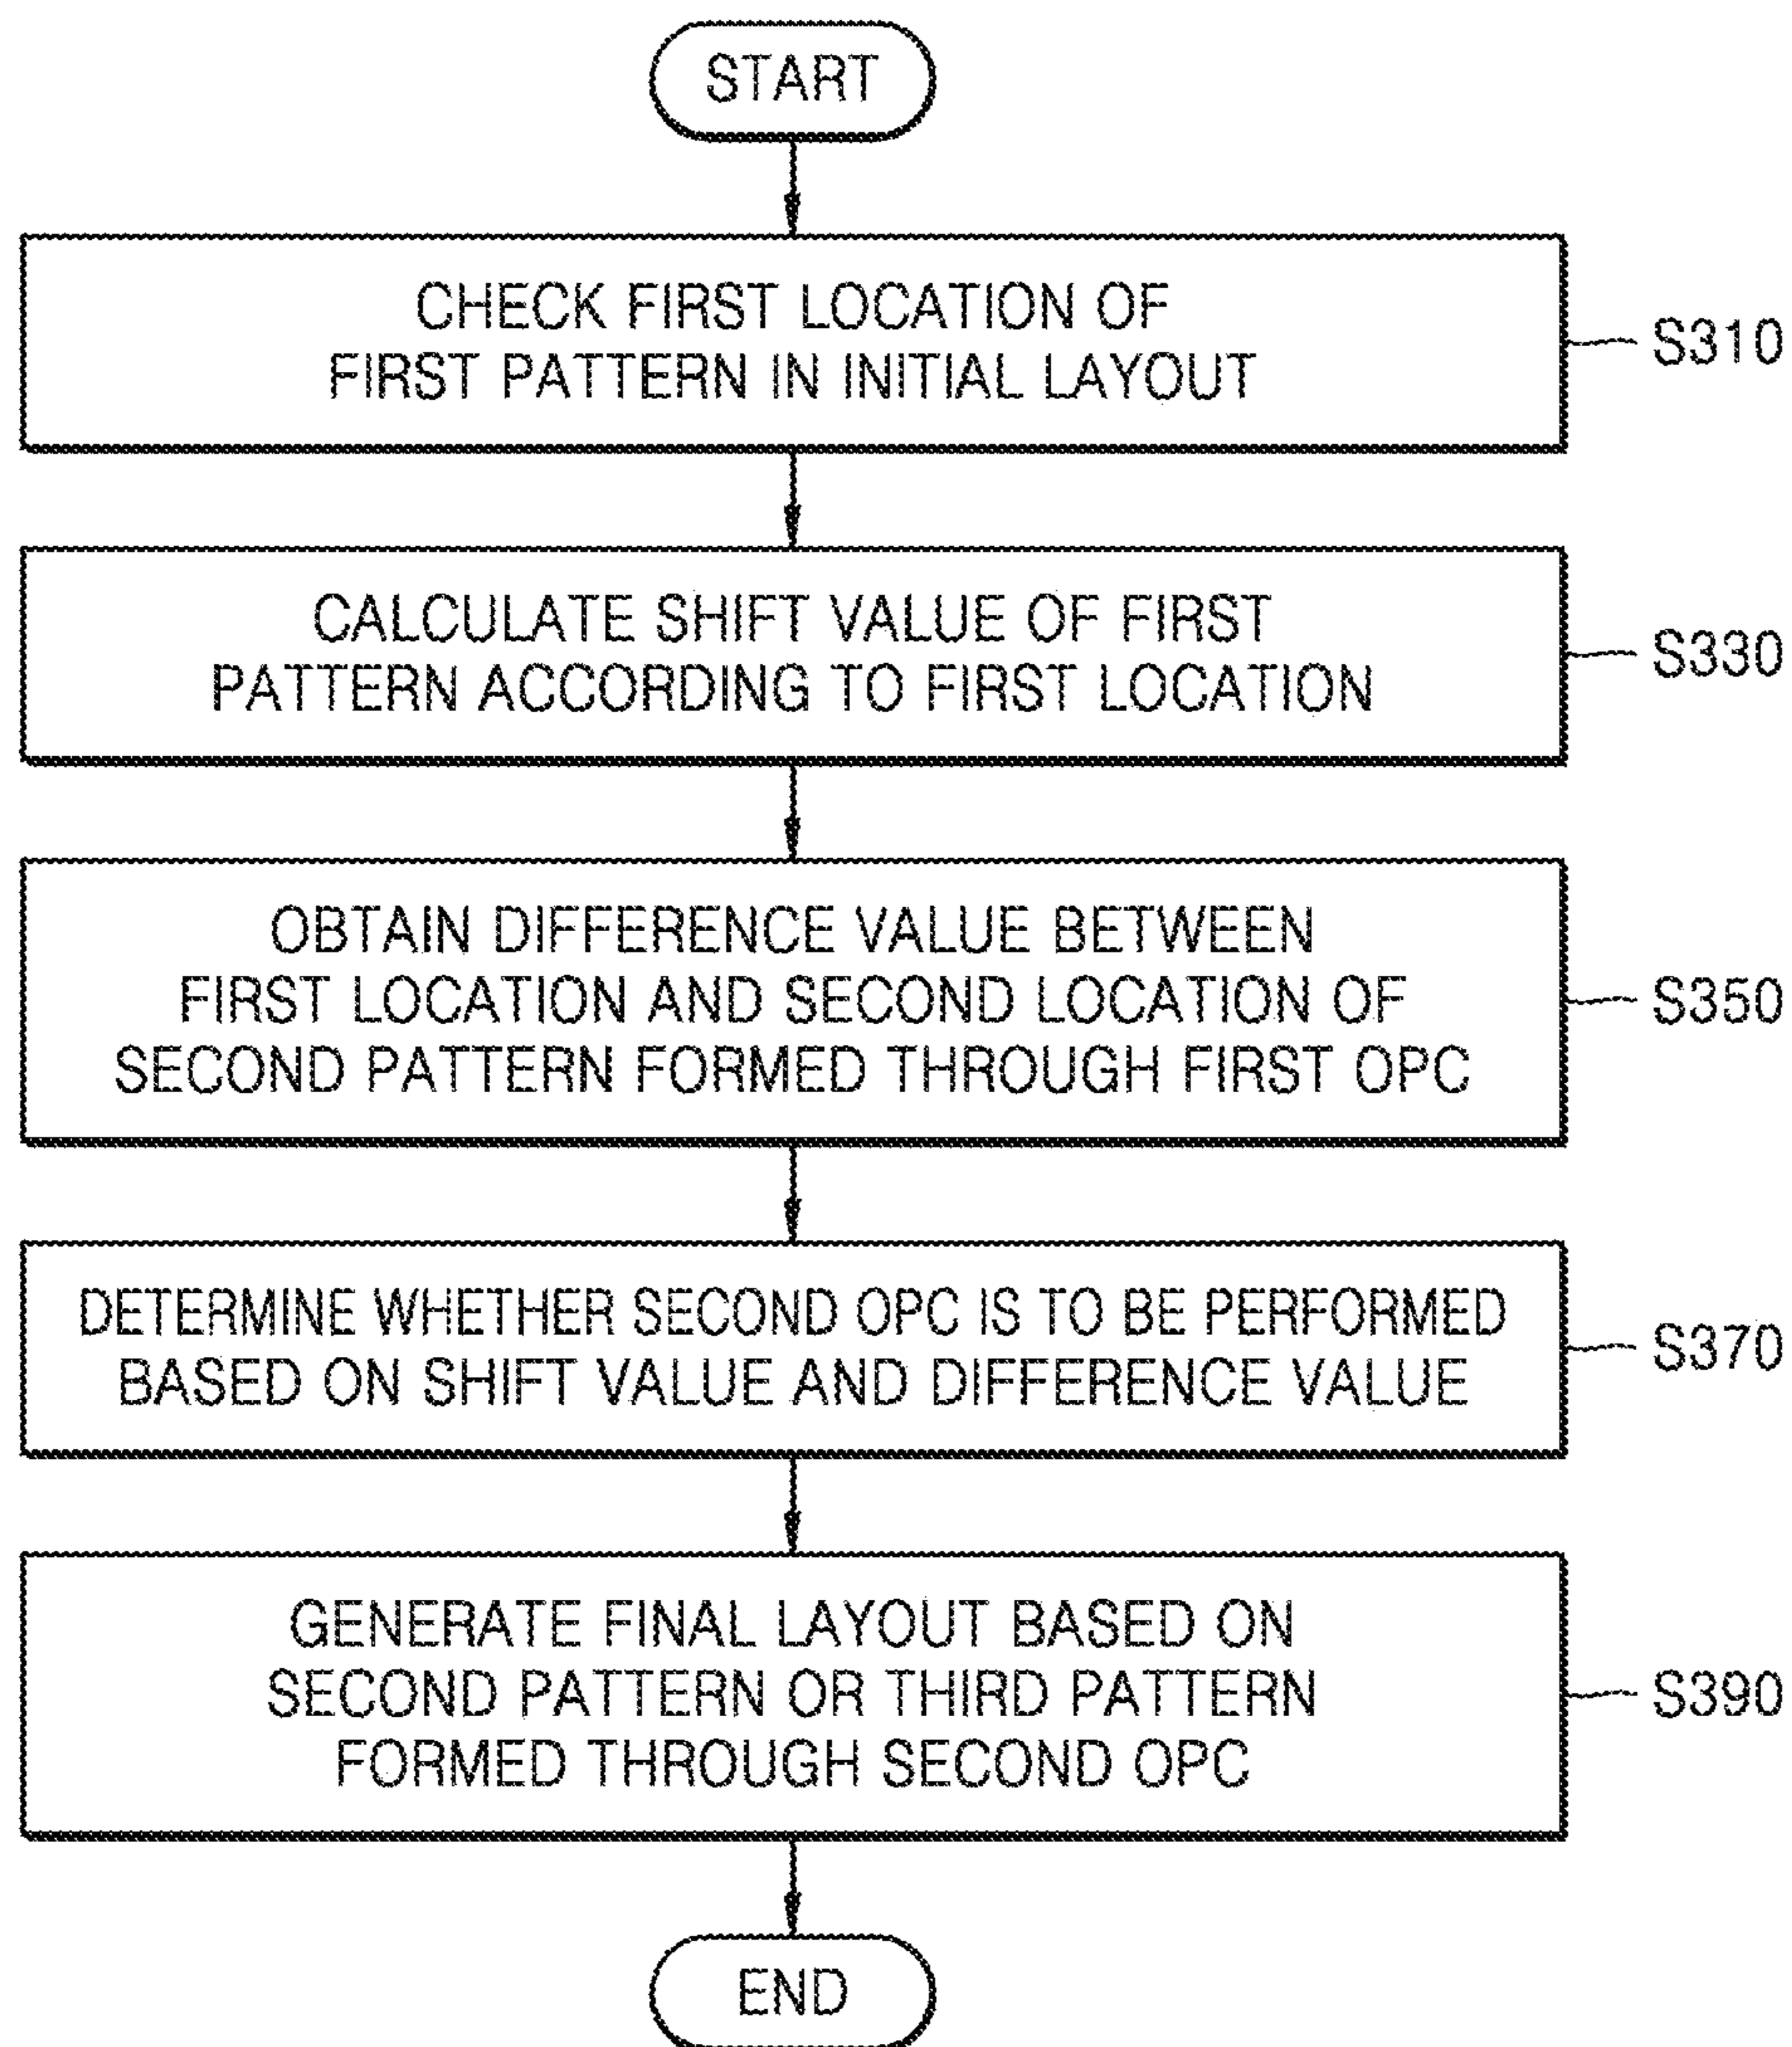 START
CHECK FIRST LOCATION OF
FIRST PATTERN IN INITIAL LAYOUT
S310
CALCULATE SHIFT VALUE OF FIRST
PATTERN ACCORDING TO FIRST LOCATION
S330
OBTAIN DIFFERENCE VALUE BETWEEN
FIRST LOCATION AND SECOND LOCATION OF
SECOND PATTERN FORMED THROUGH FIRST OPC
S350
DETERMINE WHETHER SECOND OPC IS TO BE PERFORMED
BASED ON SHIFT VALUE AND DIFFERENCE VALUE
S370
GENERATE FINAL LAYOUT BASED ON
SECOND PATTERN OR THIRD PATTERN
FORMED THROUGH SECOND OPC
S390
END